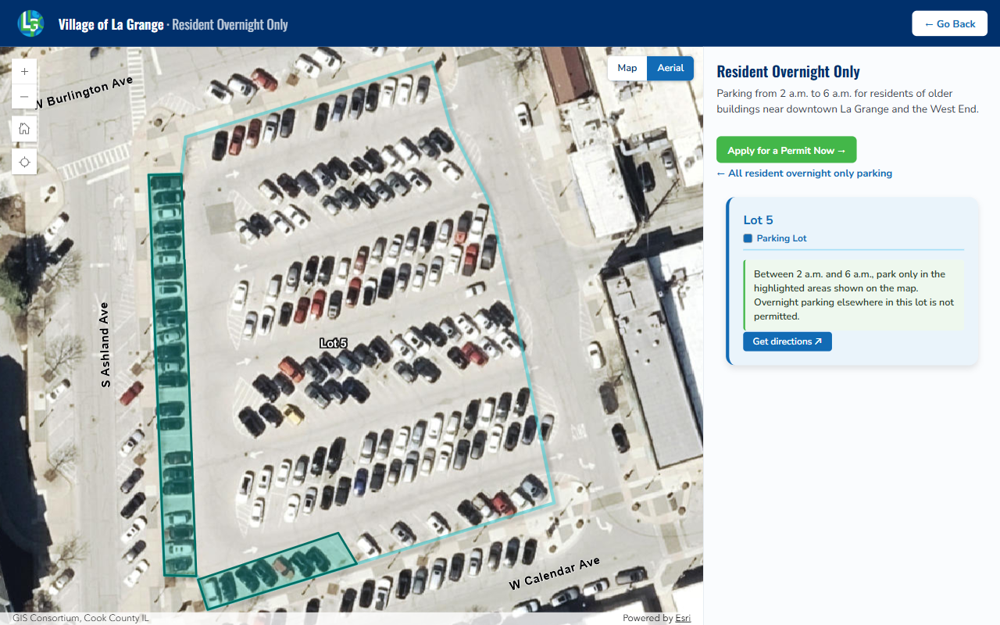 LG
Village of La Grange · Resident Overnight Only
← Go Back
+
−
Map
Aerial
W Burlington Ave
S Ashland Ave
Lot 5
W Calendar Ave
GIS Consortium, Cook County IL
Powered by Esri
Resident Overnight Only
Parking from 2 a.m. to 6 a.m. for residents of older
buildings near downtown La Grange and the West End.
Apply for a Permit Now →
← All resident overnight only parking
Lot 5
Parking Lot
Between 2 a.m. and 6 a.m., park only in the
highlighted areas shown on the map.
Overnight parking elsewhere in this lot is not
permitted.
Get directions ↗